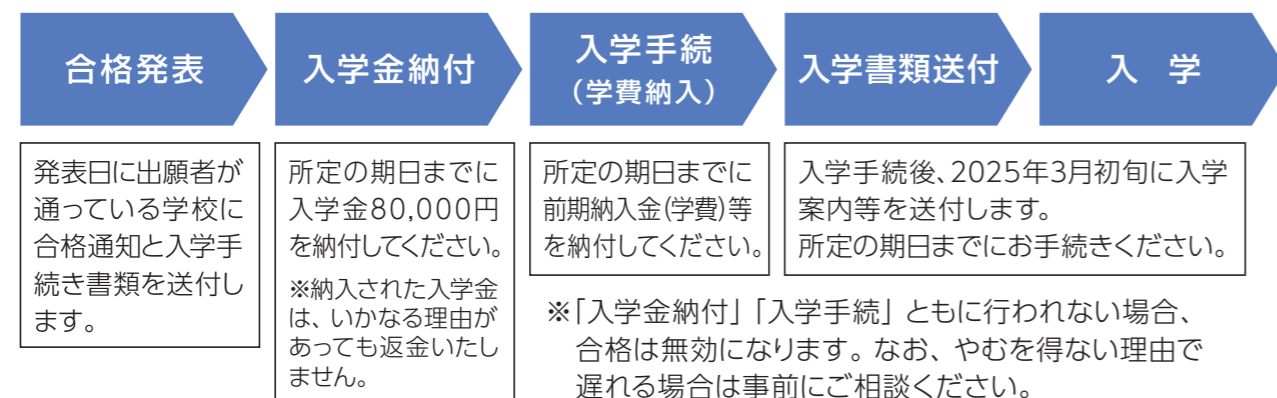 合格発表
入学金納付
入学手続
（学費納入）
入学書類送付
入 学
発表日に出願者が
通っている学校に
合格通知と入学手
続き書類を送付し
ます。
所定の期日までに
入学金80,000円
を納付してください。
※納入された入学金
は、いかなる理由が
あっても返金いたし
ません。
所定の期日までに
前期納入金(学費)等
を納付してください。
入学手続後、2025年3月初旬に入学
案内等を送付します。
所定の期日までにお手続きください。
※「入学金納付」「入学手続」ともに行われない場合、
合格は無効になります。なお、やむを得ない理由で
遅れる場合は事前にご相談ください。